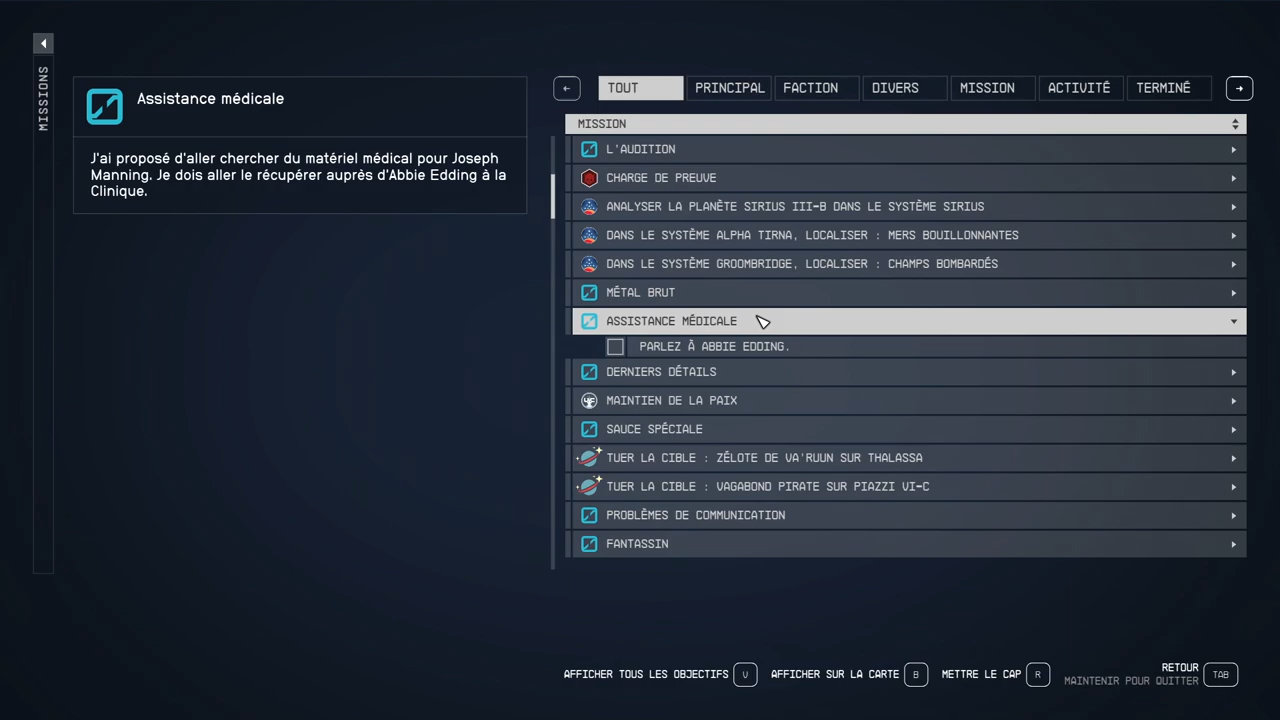 MISSIONS
Assistance médicale
J'ai proposé d'aller chercher du matériel médical pour Joseph
Manning. Je dois aller le récupérer auprès d'Abbie Edding à la
Clinique.
TOUT
PRINCIPAL
FACTION
DIVERS
MISSION
ACTIVITÉ
TERMINÉ
MISSION
L'AUDITION
CHARGE DE PREUVE
ANALYSER LA PLANÈTE SIRIUS III-B DANS LE SYSTÈME SIRIUS
DANS LE SYSTÈME ALPHA TIRNA, LOCALISER : MERS BOUILLONNANTES
DANS LE SYSTÈME GROOMBRIDGE, LOCALISER : CHAMPS BOMBARDÉS
MÉTAL BRUT
ASSISTANCE MÉDICALE
PARLEZ À ABBIE EDDING.
DERNIERS DÉTAILS
MAINTIEN DE LA PAIX
SAUCE SPÉCIALE
TUER LA CIBLE : ZÉLOTE DE VA'RUUN SUR THALASSA
TUER LA CIBLE : VAGABOND PIRATE SUR PIAZZI VI-C
PROBLÈMES DE COMMUNICATION
FANTASSIN
AFFICHER TOUS LES OBJECTIFS V
AFFICHER SUR LA CARTE B
METTRE LE CAP R
RETOUR
MAINTENIR POUR QUITTER
TAB